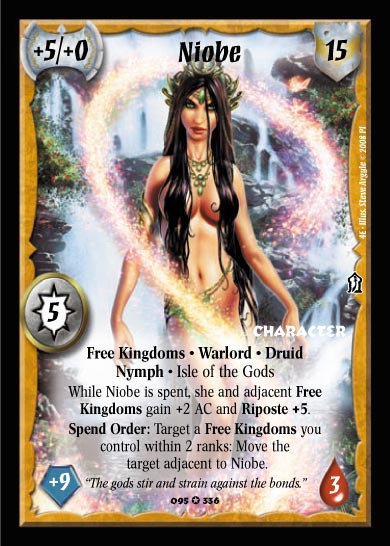 +5/+0
Niobe
15
4E • Illus. Steve Argyle © 2008 PI
5
CHARACTER
Free Kingdoms • Warlord • Druid
Nymph • Isle of the Gods
While Niobe is spent, she and adjacent Free
Kingdoms gain +2 AC and Riposte +5.
Spend Order: Target a Free Kingdoms you
control within 2 ranks: Move the
target adjacent to Niobe.
+9
"The gods stir and strain against the bonds."
3
095 ✪ 336